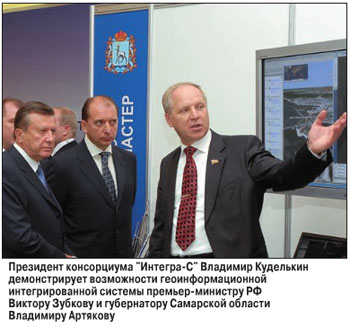 АСТЕР
Президент консорциума "Интегра-С" Владимир Куделькин
демонстрирует возможности геоинформационной
интегрированной системы премьер-министру РФ
Виктору Зубкову и губернатору Самарской области
Владимиру Артякову